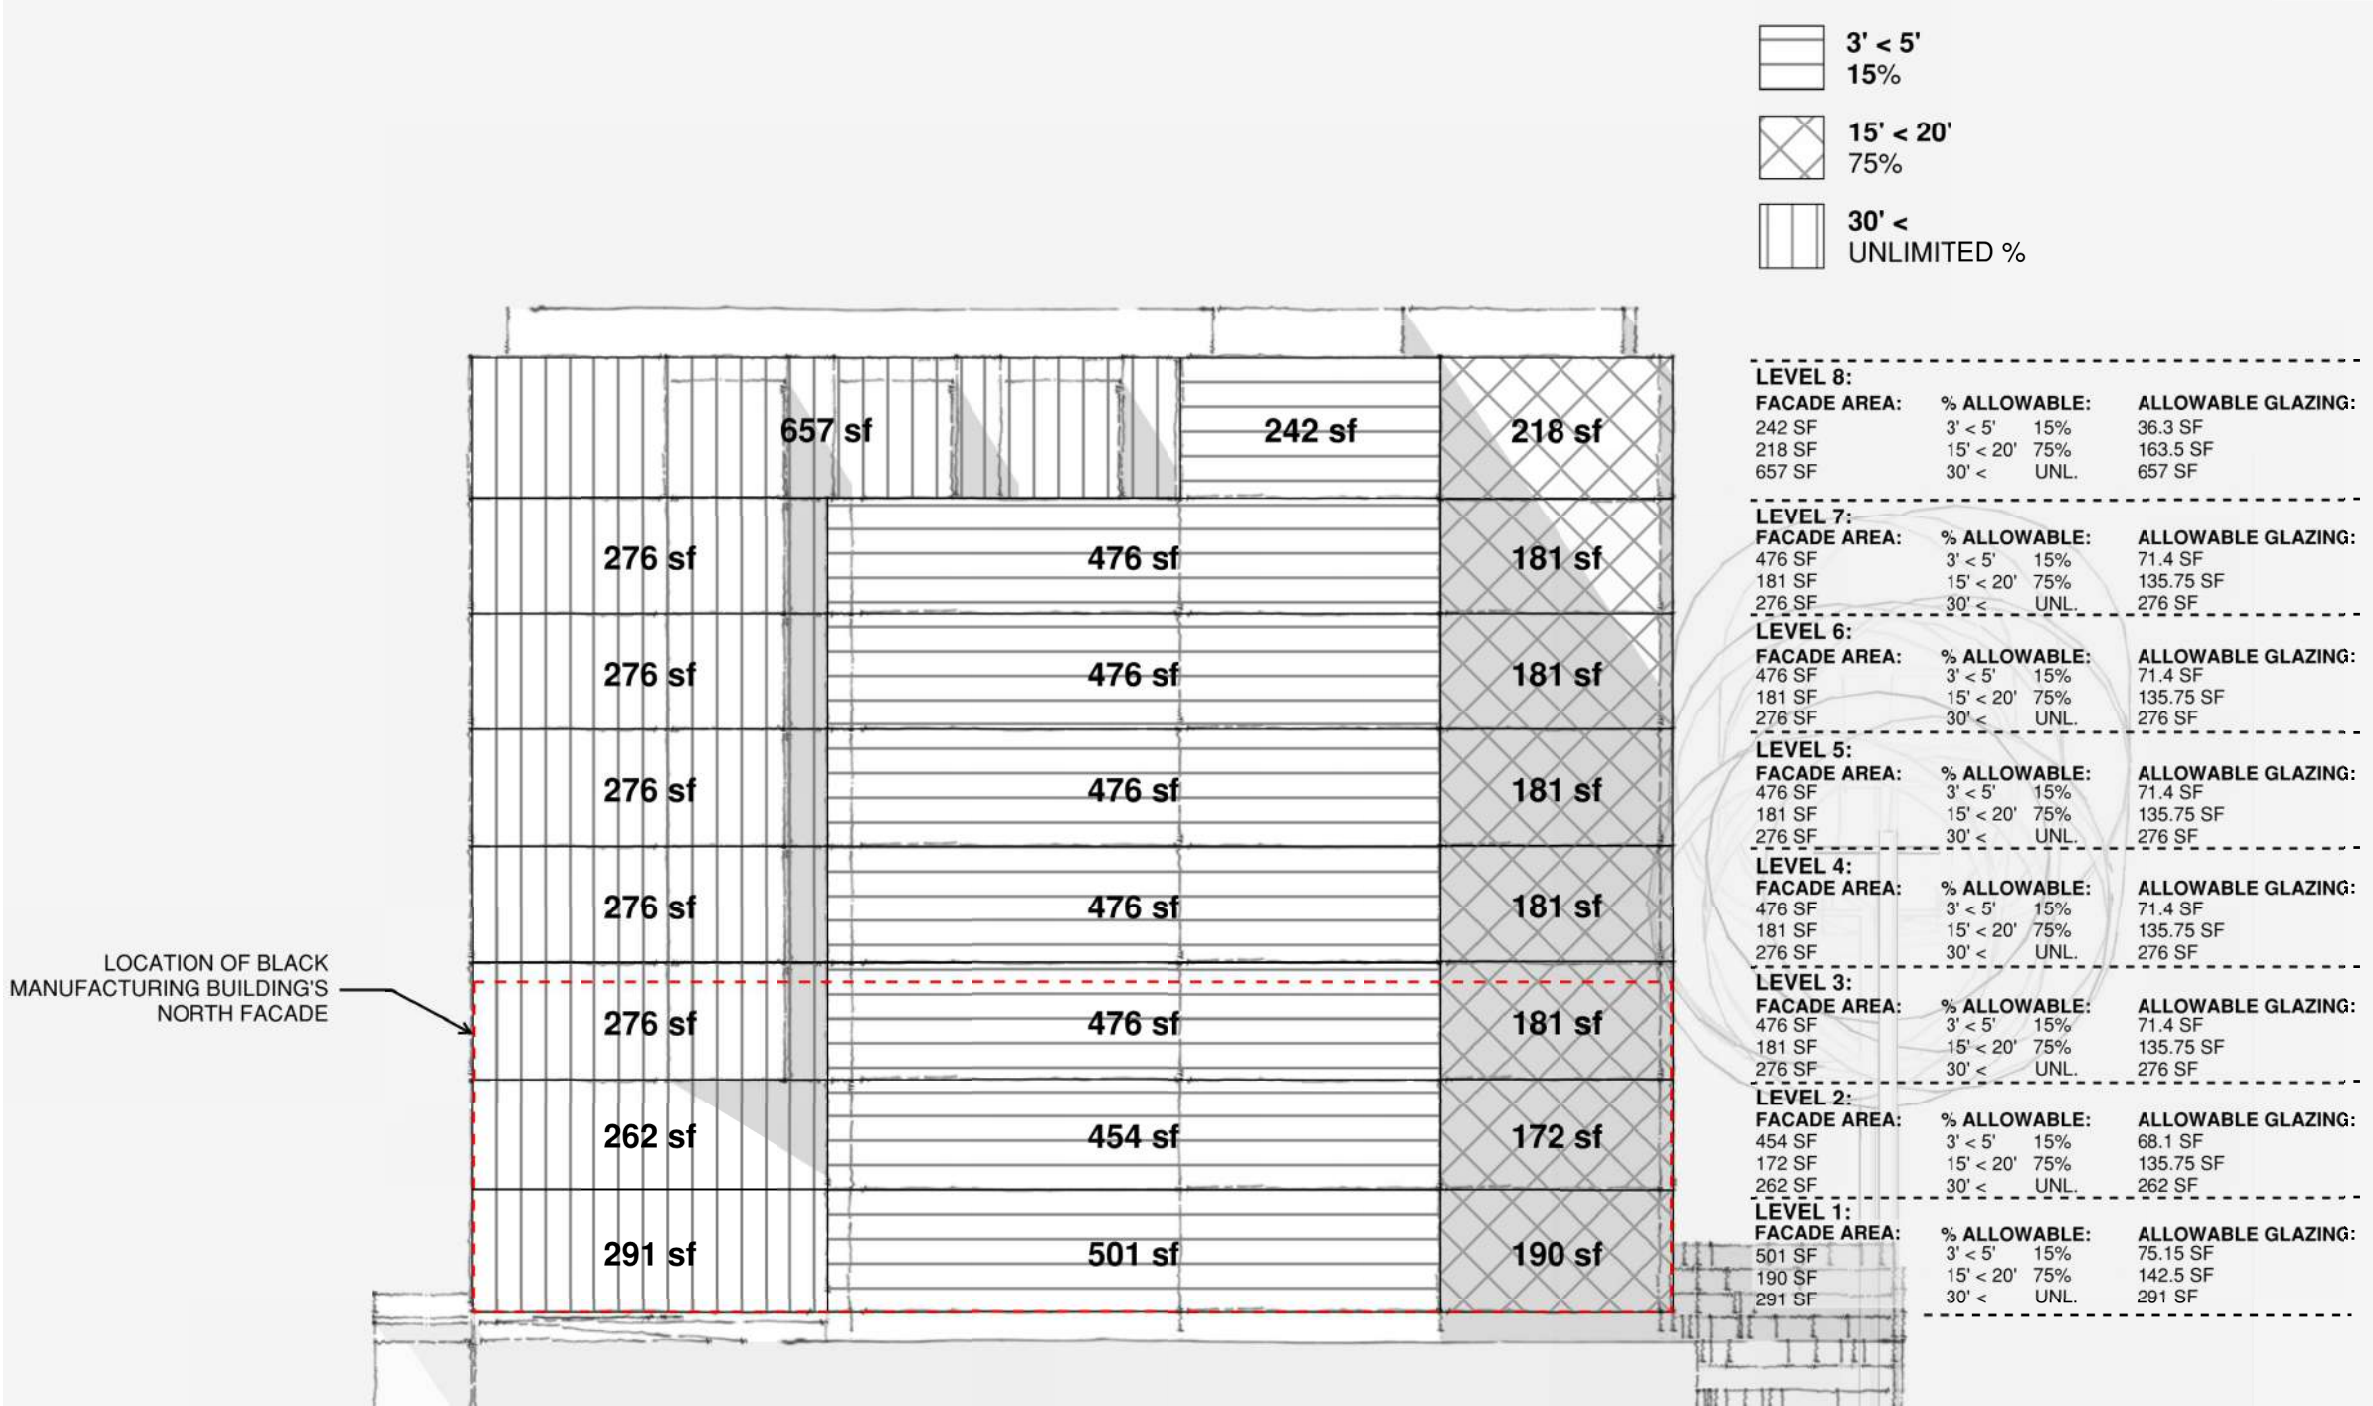 3' < 5'
15%
15' < 20'
75%
30' <
UNLIMITED %
657 sf
242 sf
218 sf
276 sf
476 sf
181 sf
276 sf
476 sf
181 sf
276 sf
476 sf
181 sf
276 sf
476 sf
181 sf
276 sf
476 sf
181 sf
262 sf
454 sf
172 sf
291 sf
501 sf
190 sf
LOCATION OF BLACK
MANUFACTURING BUILDING'S
NORTH FACADE
LEVEL 8:
FACADE AREA: % ALLOWABLE: ALLOWABLE GLAZING:
242 SF 3' < 5' 15% 36.3 SF
218 SF 15' < 20' 75% 163.5 SF
657 SF 30' < UNL. 657 SF
LEVEL 7:
FACADE AREA: % ALLOWABLE: ALLOWABLE GLAZING:
476 SF 3' < 5' 15% 71.4 SF
181 SF 15' < 20' 75% 135.75 SF
276 SF 30' < UNL. 276 SF
LEVEL 6:
FACADE AREA: % ALLOWABLE: ALLOWABLE GLAZING:
476 SF 3' < 5' 15% 71.4 SF
181 SF 15' < 20' 75% 135.75 SF
276 SF 30' < UNL. 276 SF
LEVEL 5:
FACADE AREA: % ALLOWABLE: ALLOWABLE GLAZING:
476 SF 3' < 5' 15% 71.4 SF
181 SF 15' < 20' 75% 135.75 SF
276 SF 30' < UNL. 276 SF
LEVEL 4:
FACADE AREA: % ALLOWABLE: ALLOWABLE GLAZING:
476 SF 3' < 5' 15% 71.4 SF
181 SF 15' < 20' 75% 135.75 SF
276 SF 30' < UNL. 276 SF
LEVEL 3:
FACADE AREA: % ALLOWABLE: ALLOWABLE GLAZING:
476 SF 3' < 5' 15% 71.4 SF
181 SF 15' < 20' 75% 135.75 SF
276 SF 30' < UNL. 276 SF
LEVEL 2:
FACADE AREA: % ALLOWABLE: ALLOWABLE GLAZING:
454 SF 3' < 5' 15% 68.1 SF
172 SF 15' < 20' 75% 135.75 SF
262 SF 30' < UNL. 262 SF
LEVEL 1:
FACADE AREA: % ALLOWABLE: ALLOWABLE GLAZING:
501 SF 3' < 5' 15% 75.15 SF
190 SF 15' < 20' 75% 142.5 SF
291 SF 30' < UNL. 291 SF